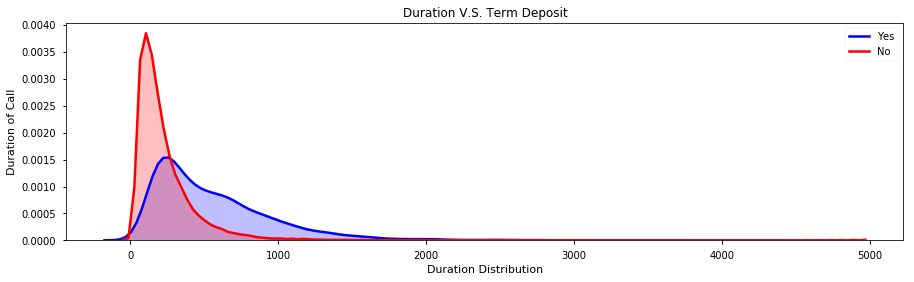 Duration V.S. Term Deposit
Yes
No
Duration of Call
0.0040
0.0035
0.0030
0.0025
0.0020
0.0015
0.0010
0.0005
0.0000
0 1000 2000 3000 4000 5000
Duration Distribution